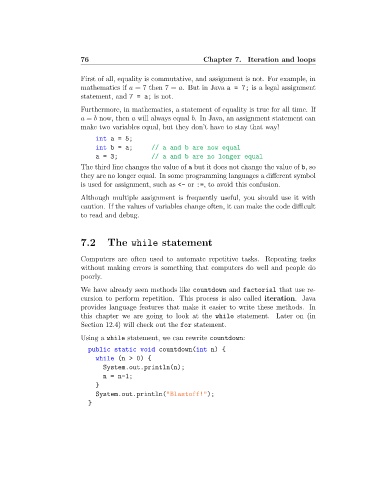 76 Chapter 7. Iteration and loops
First of all, equality is commutative, and assignment is not. For example, in
mathematics if a = 7 then 7 = a. But in Java a = 7; is a legal assignment
statement, and 7 = a; is not.
Furthermore, in mathematics, a statement of equality is true for all time. If
a = b now, then a will always equal b. In Java, an assignment statement can
make two variables equal, but they don't have to stay that way!
int a = 5;
int b = a; // a and b are now equal
a = 3; // a and b are no longer equal
The third line changes the value of a but it does not change the value of b, so
they are no longer equal. In some programming languages a different symbol
is used for assignment, such as <- or :=, to avoid this confusion.
Although multiple assignment is frequently useful, you should use it with
caution. If the values of variables change often, it can make the code difficult
to read and debug.
7.2 The while statement
Computers are often used to automate repetitive tasks. Repeating tasks
without making errors is something that computers do well and people do
poorly.
We have already seen methods like countdown and factorial that use re-
cursion to perform repetition. This process is also called iteration. Java
provides language features that make it easier to write these methods. In
this chapter we are going to look at the while statement. Later on (in
Section 12.4) will check out the for statement.
Using a while statement, we can rewrite countdown:
public static void countdown(int n) {
while (n > 0) {
System.out.println(n);
n = n-1;
}
System.out.println("Blastoff!");
}